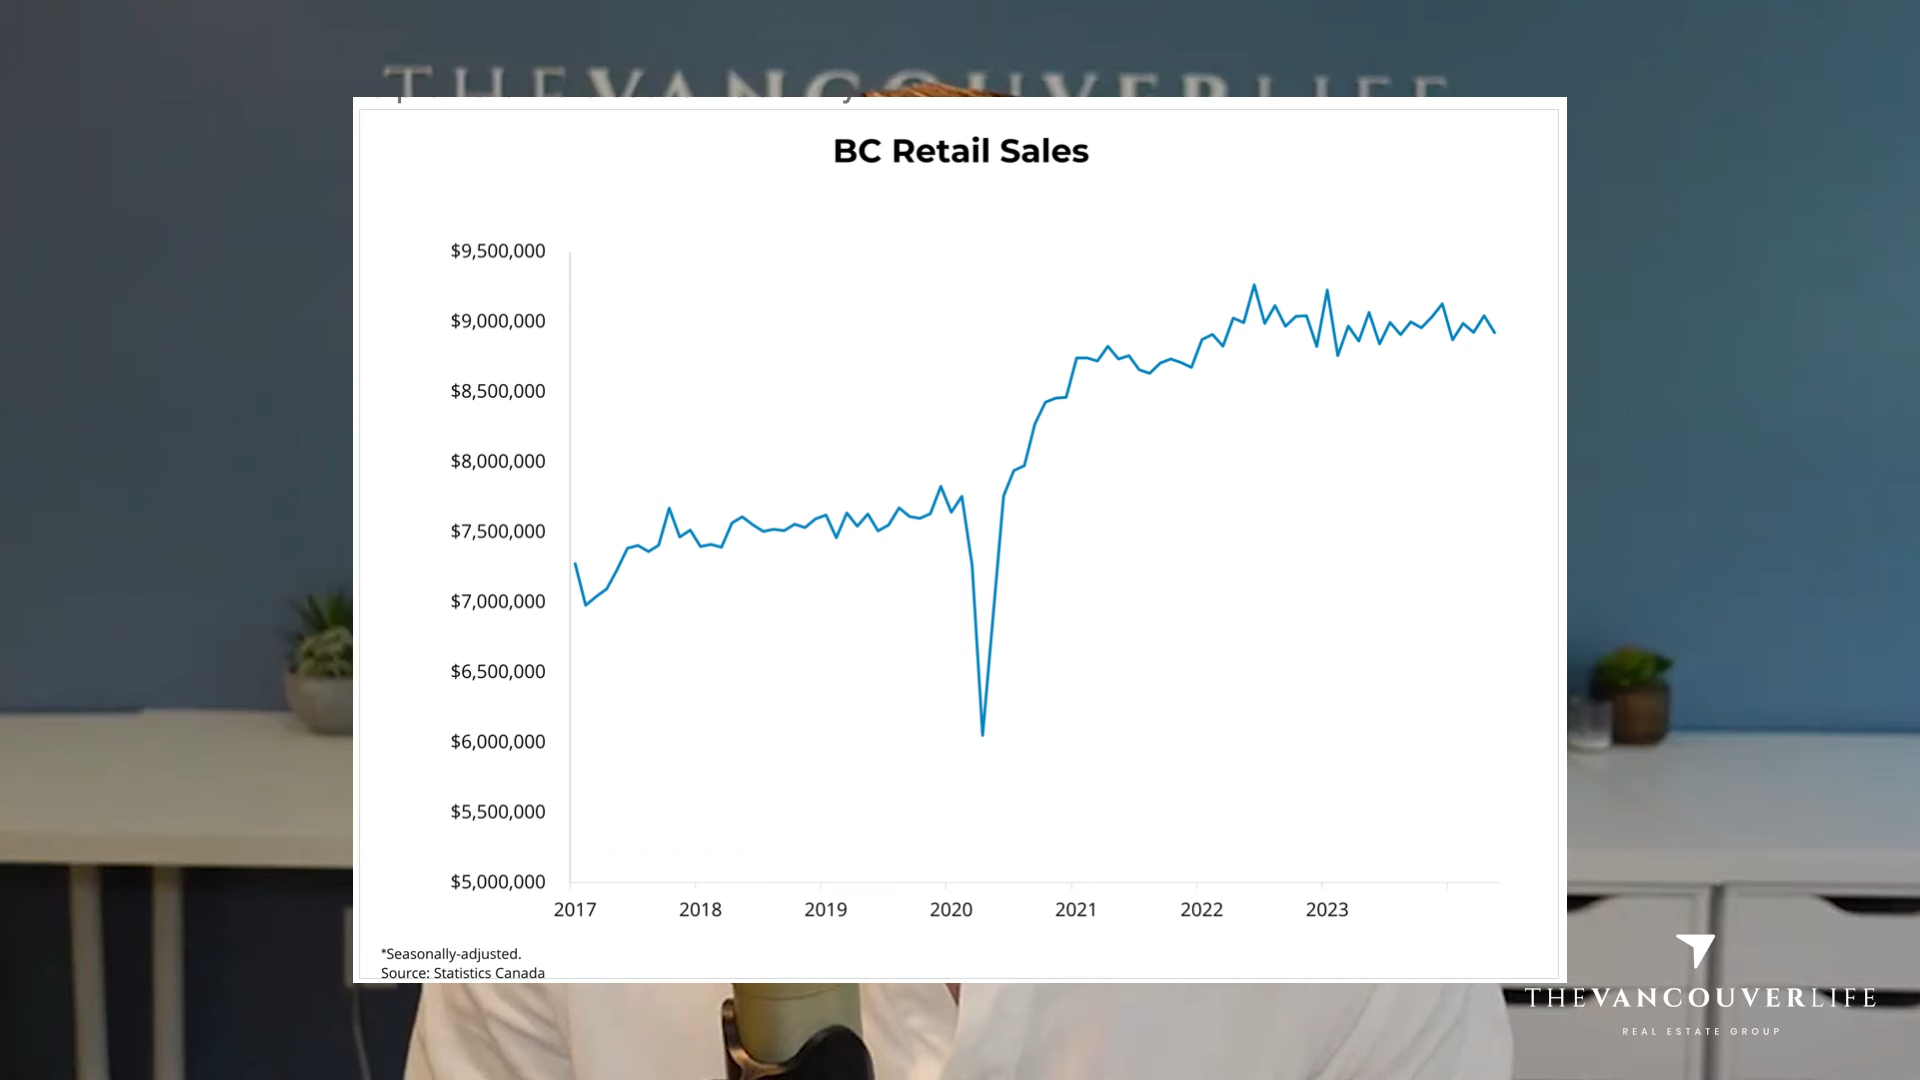 THEVANCOUVERLIFE
BC Retail Sales
$9,500,000
$9,000,000
$8,500,000
$8,000,000
$7,500,000
$7,000,000
$6,500,000
$6,000,000
$5,500,000
$5,000,000
2017 2018 2019 2020 2021 2022 2023
*Seasonally-adjusted.
Source: Statistics Canada
THEVANCOUVERLIFE
REAL ESTATE GROUP